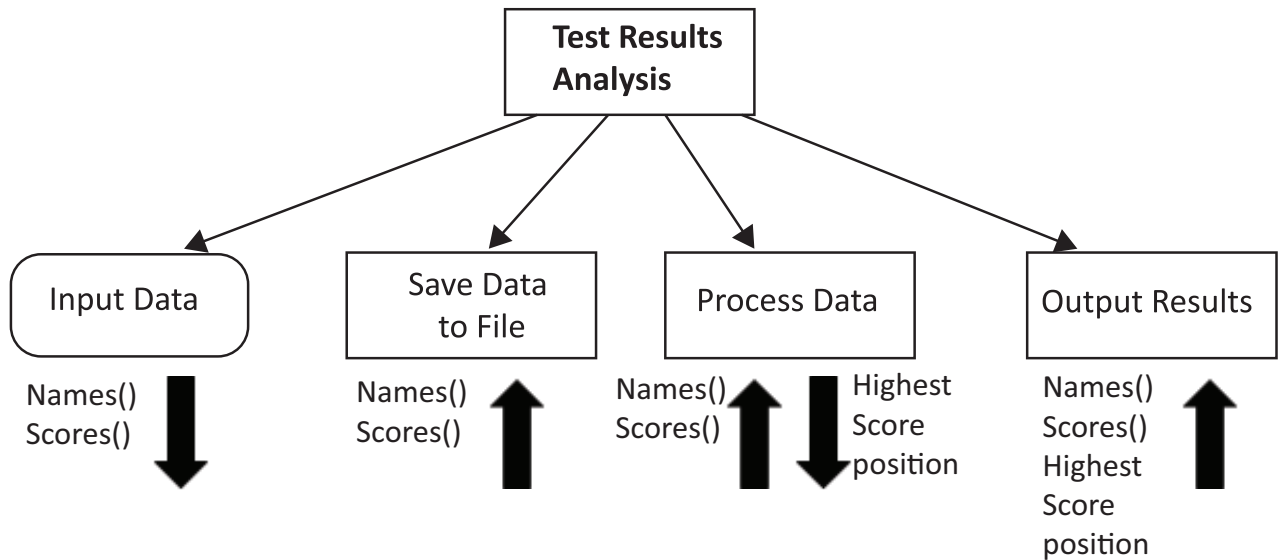 Test Results
Analysis
Input Data
Save Data
to File
Process Data
Output Results
Names()
Scores()
Names()
Scores()
Names()
Scores()
Highest
Score
position
Names()
Scores()
Highest
Score
position